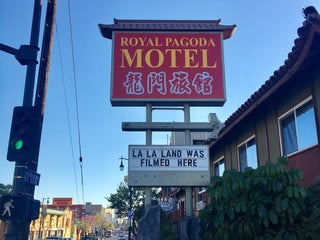 ROYAL PAGODA
MOTEL
龍門旅館
LA LA LAND WAS
FILMED HERE